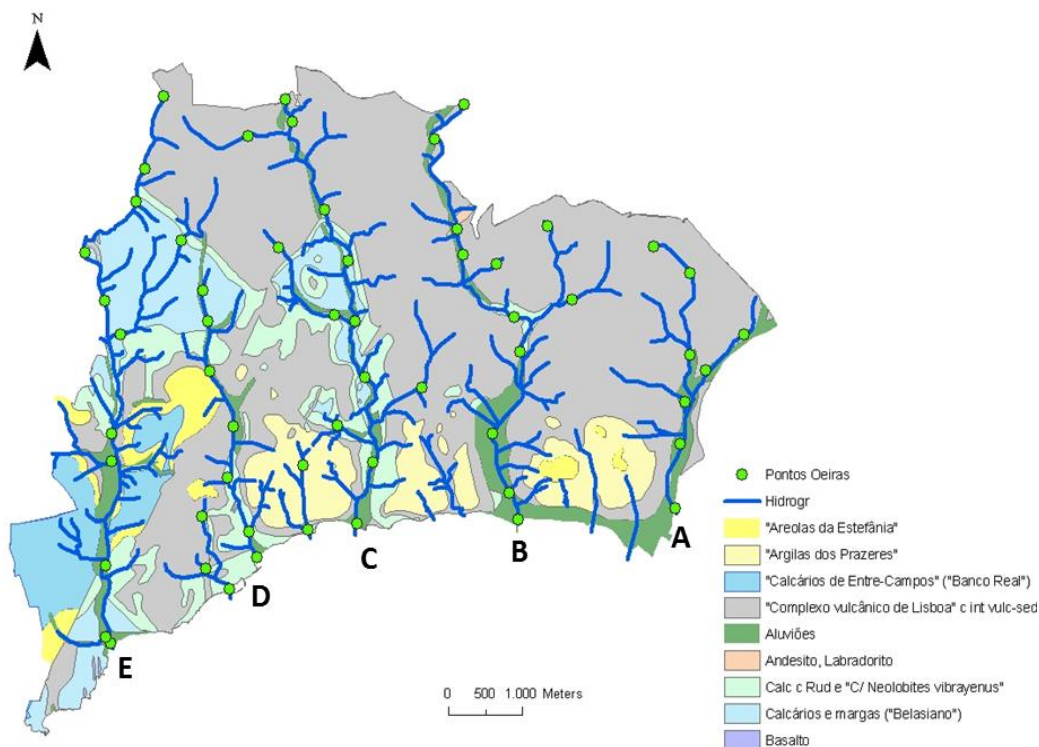 N
A
B
C
D
E
0 500 1.000 Meters
Pontos Oeiras
Hidrogr
"Areolas da Estefânia"
"Argilas dos Prazeres"
"Calcários de Entre-Campos" ("Banco Real")
"Complexo vulcânico de Lisboa" c int vulc-sed
Aluviões
Andesito, Labradorito
Calc c Rud e "C/ Neolobites vibrayenus"
Calcários e margas ("Belasiano")
Basalto